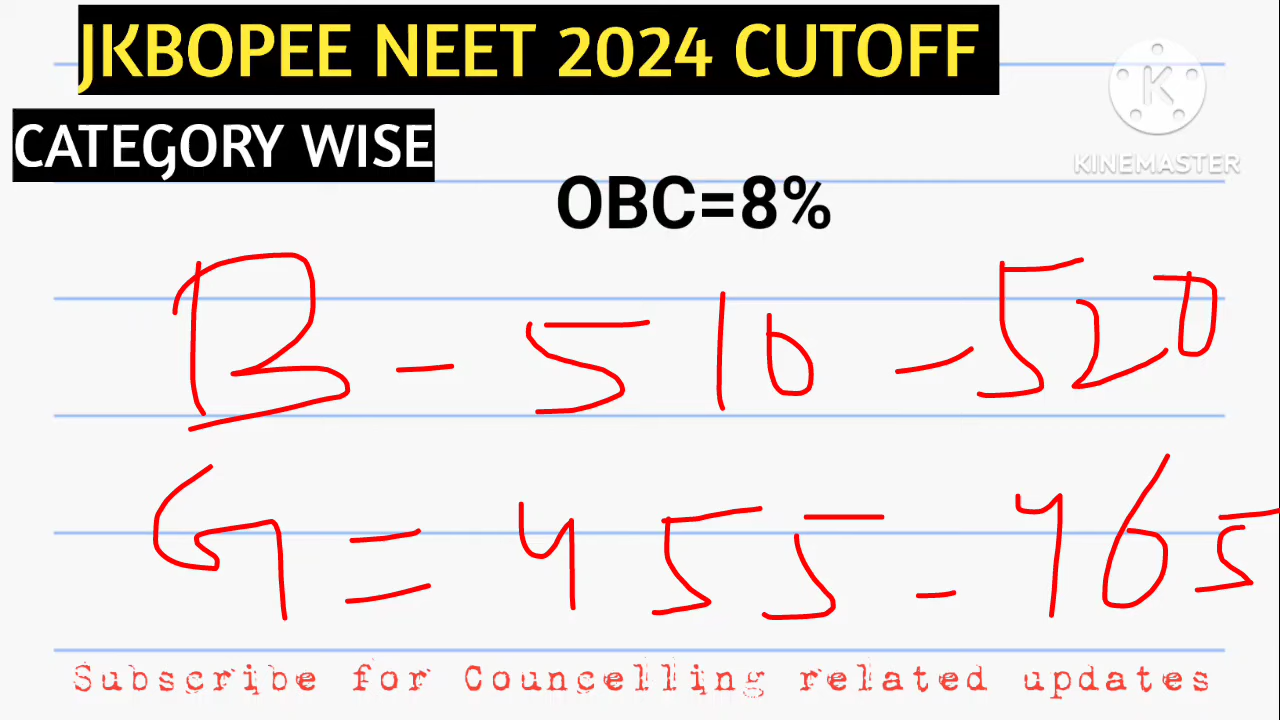 JKBOPEE NEET 2024 CUTOFF
K
KINEMASTER
CATEGORY WISE
OBC=8%
B - 510 - 520
G = 455 - 465
Subscribe for Councelling related updates